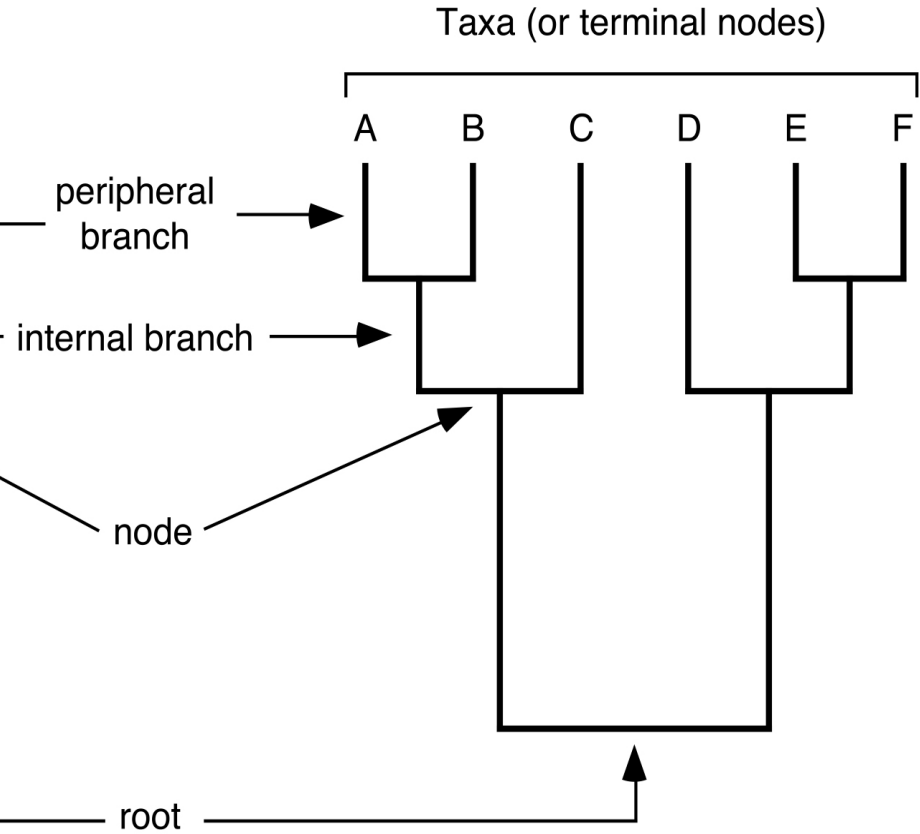 Taxa (or terminal nodes)
A B C D E F
peripheral
branch
internal branch
node
root